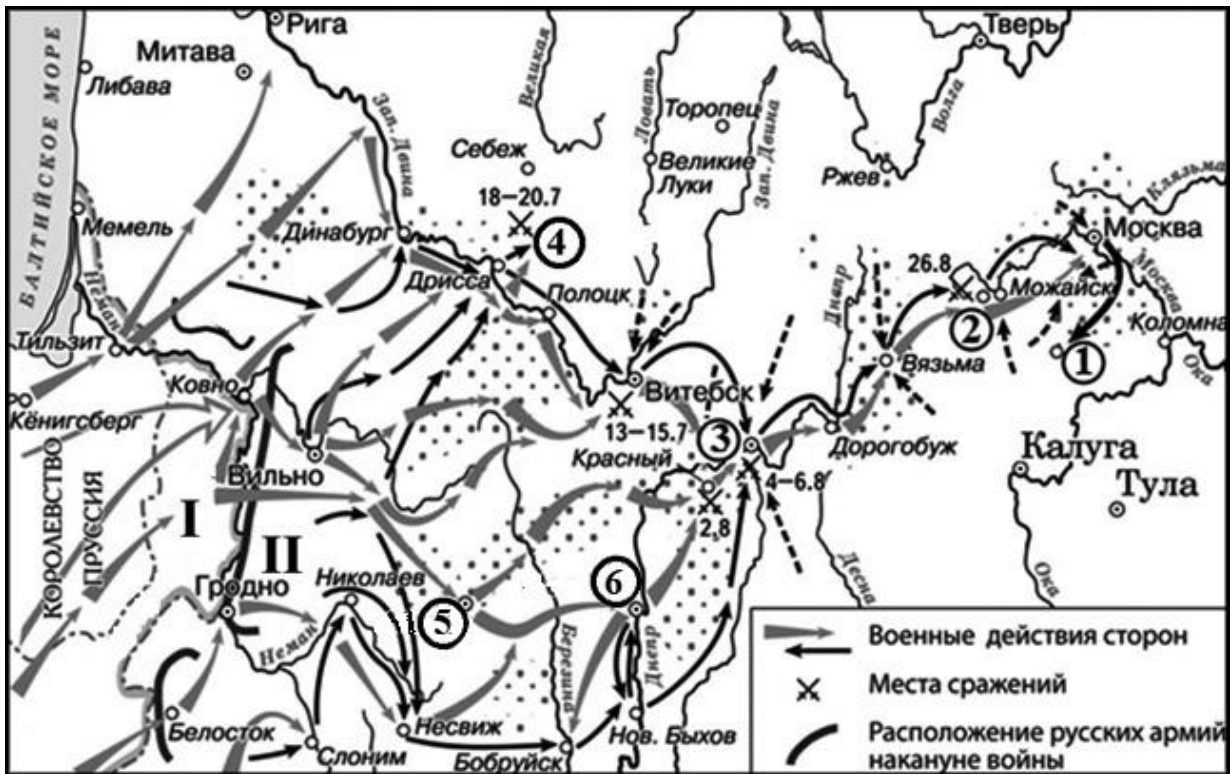 Рига
Тверь
Митава
Либава
БАЛТИЙСКОЕ МОРЕ
Зап. Двина
Великая
Ловать
Торопец
Зап. Двина
Волга
Себеж
Великие
Луки
Ржев
Клязьма
18–20.7
Мемель
Динабург
4
Москва
Неман
Дрисса
26.8
Москва
Полоцк
Днепр
Можайск
Тильзит
2
Коломна
1
Ока
Ковно
Витебск
Вязьма
Кёнигсберг
13–15.7
3
Вильно
Красный
Дорогобуж
Калуга
КОРОЛЕВСТВО
ПРУССИЯ
4–6.8
Тула
I
II
2,8
Гродно
Николаев
6
Десна
Ока
5
Неман
Березина
Днепр
Военные действия сторон
Места сражений
Белосток
Несвиж
Нов. Быхов
Расположение русских армий
Слоним
Бобруйск
накануне войны